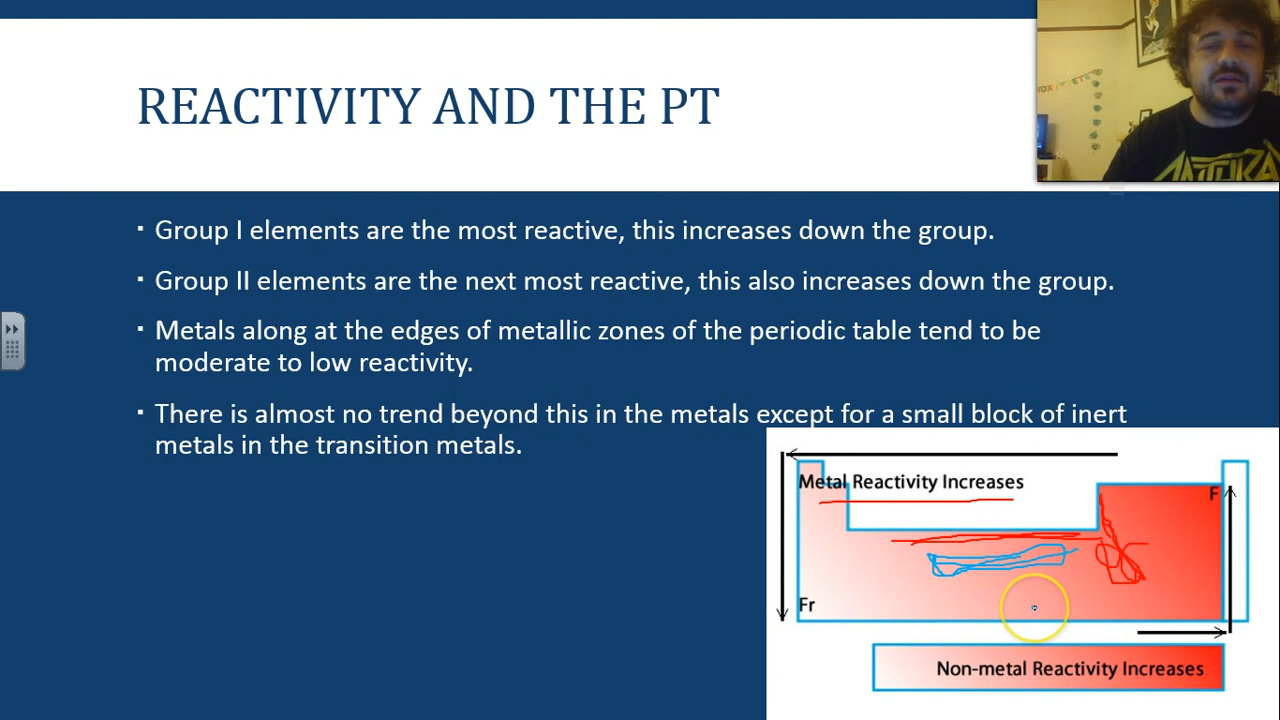 REACTIVITY AND THE PT
▪ Group I elements are the most reactive, this increases down the group.
▪ Group II elements are the next most reactive, this also increases down the group.
▪ Metals along at the edges of metallic zones of the periodic table tend to be
moderate to low reactivity.
▪ There is almost no trend beyond this in the metals except for a small block of inert
metals in the transition metals.
Metal Reactivity Increases
F
Fr
Non-metal Reactivity Increases